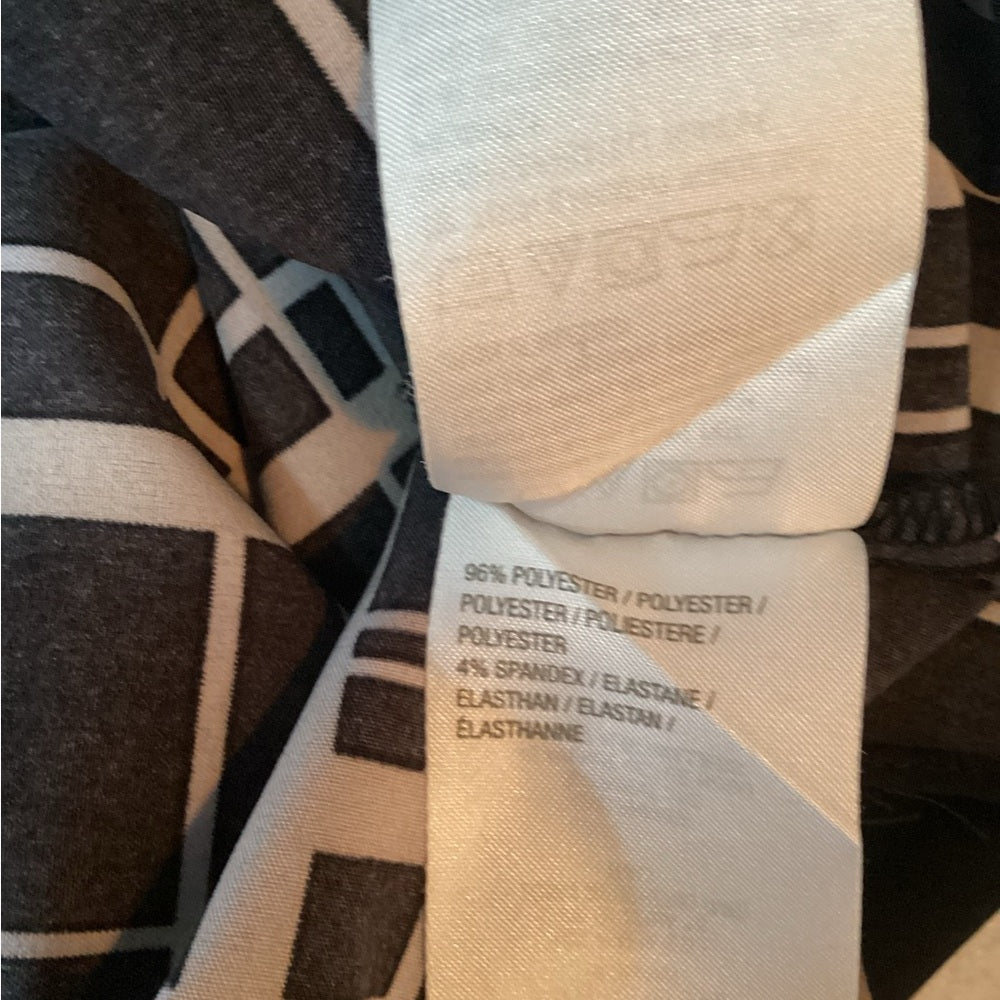 96% POLYESTER / POLYESTER /
POLYESTER / POLIESTERE /
POLYESTER
4% SPANDEX / ELASTANE /
ELASTHAN / ELASTAN /
ÉLASTHANNE